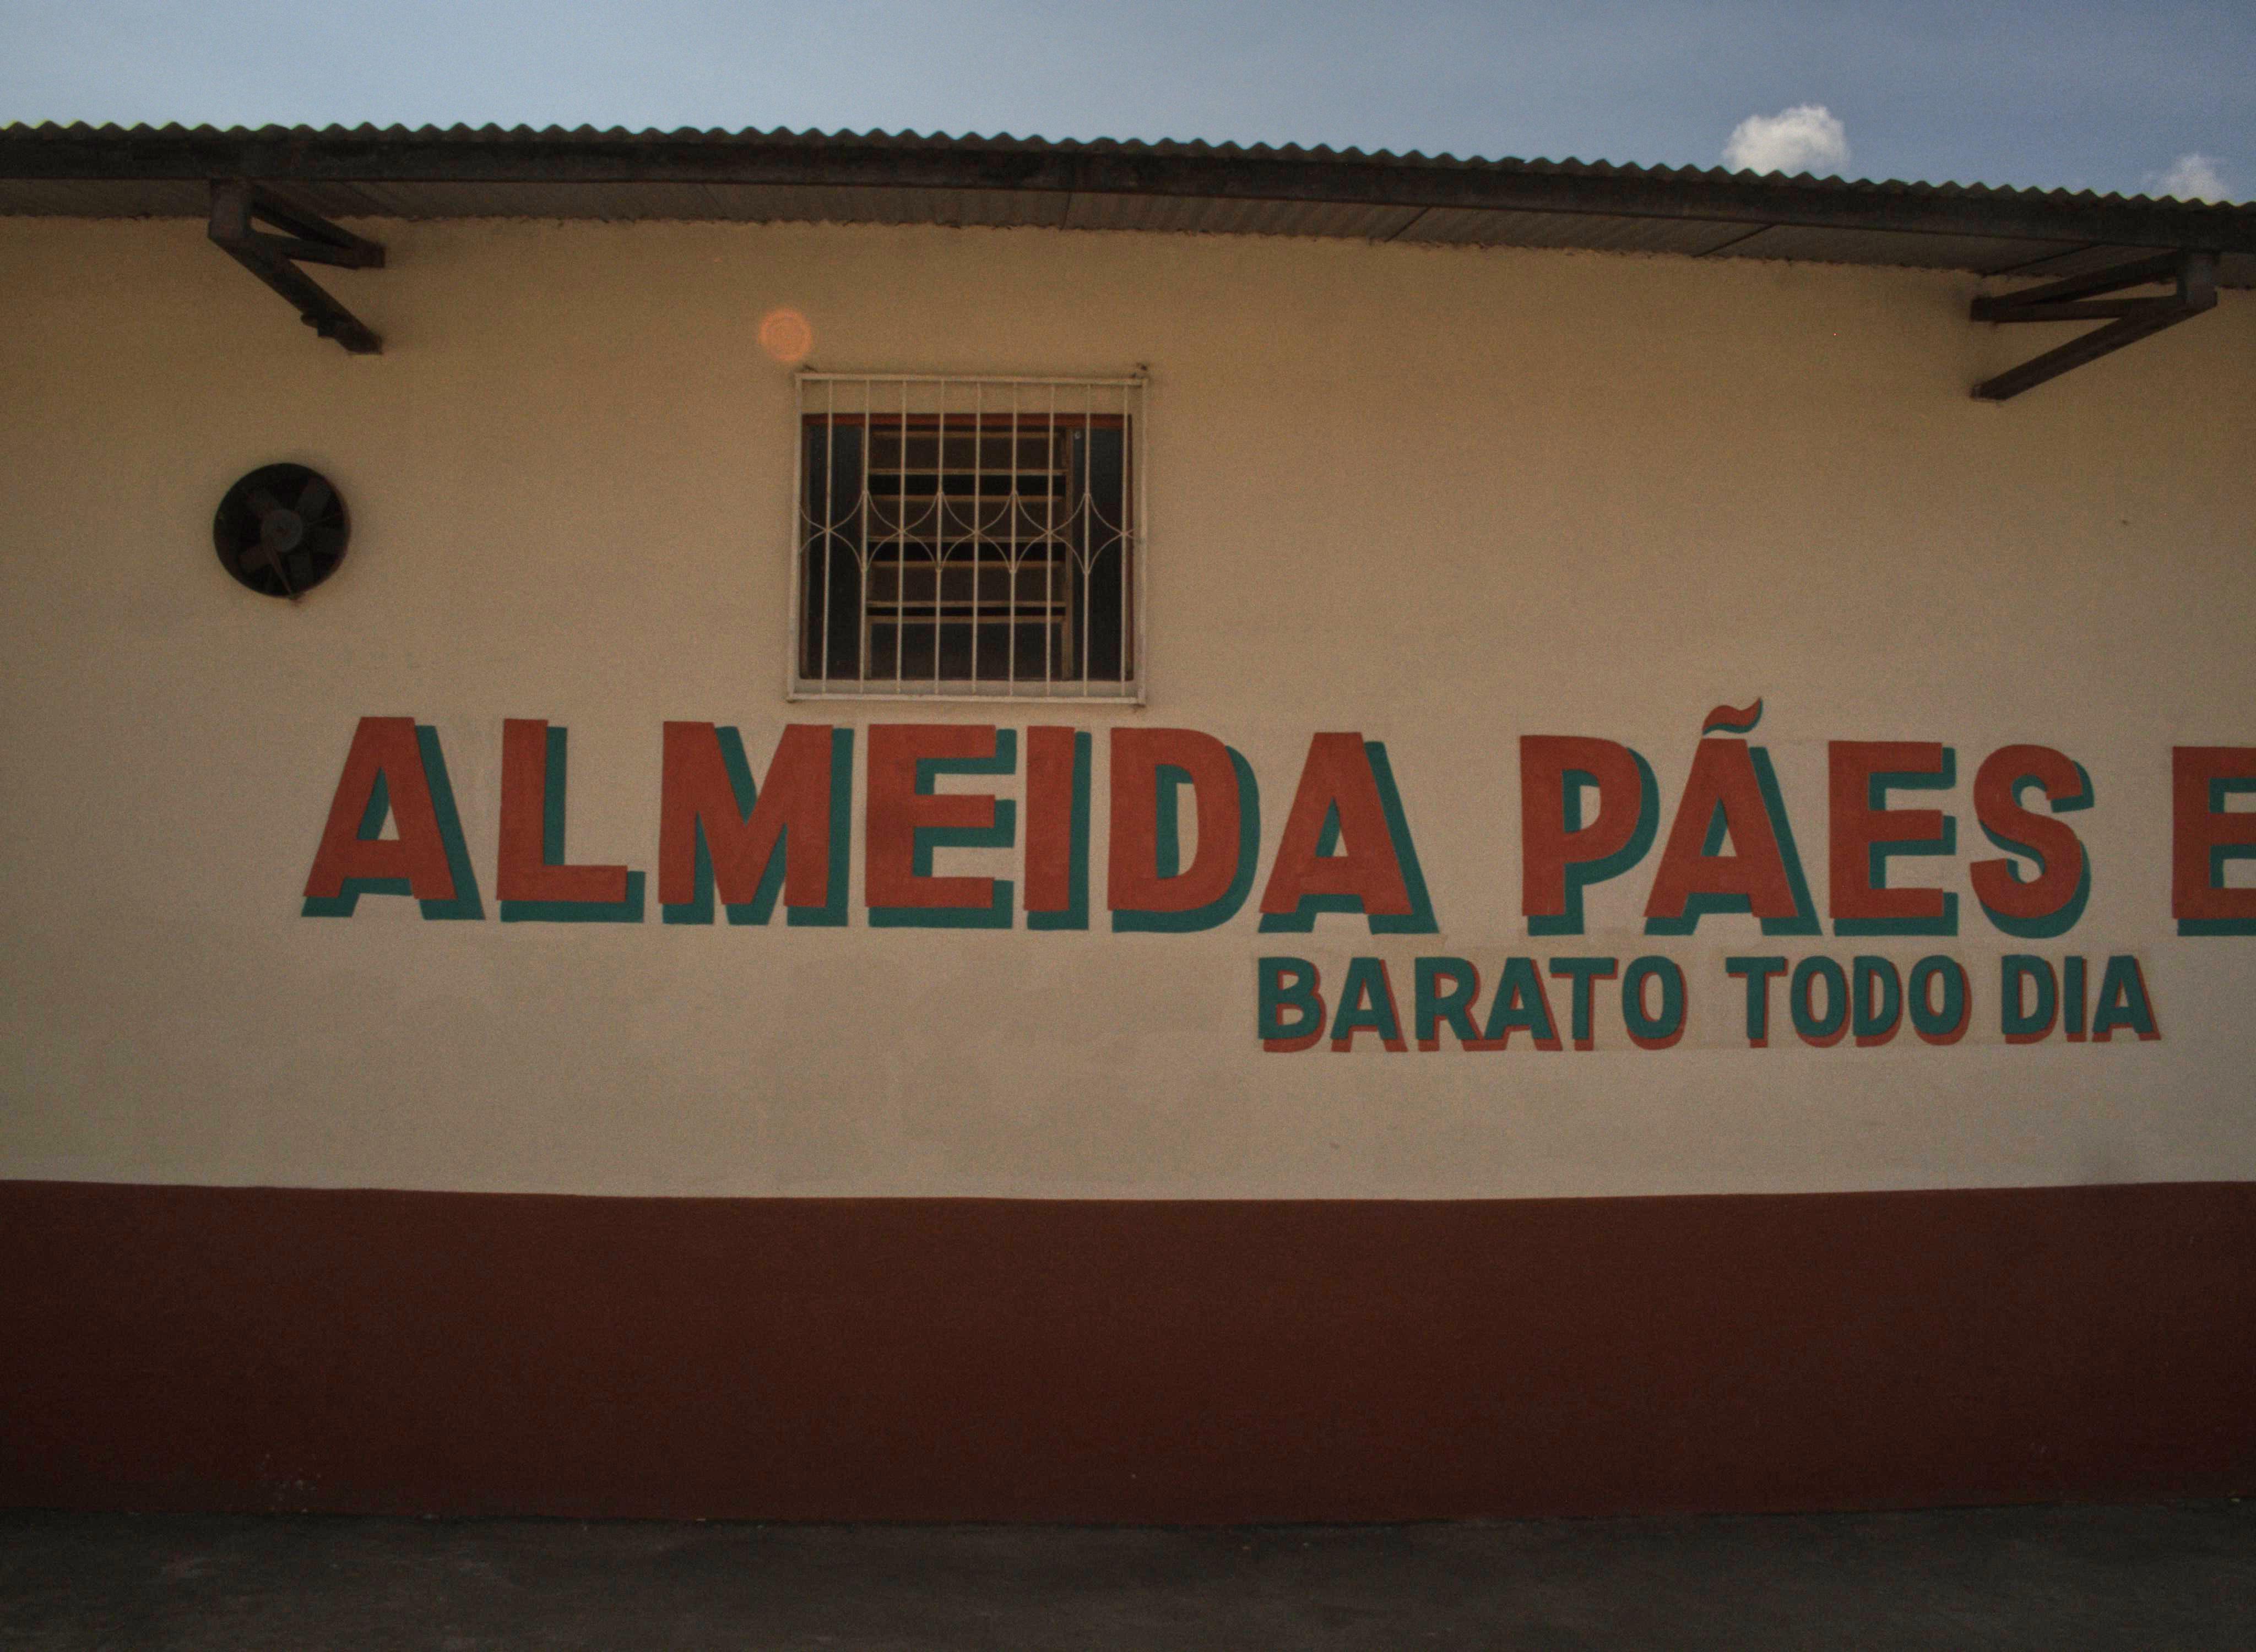 ALMEIDA PÃES E
BARATO TODO DIA